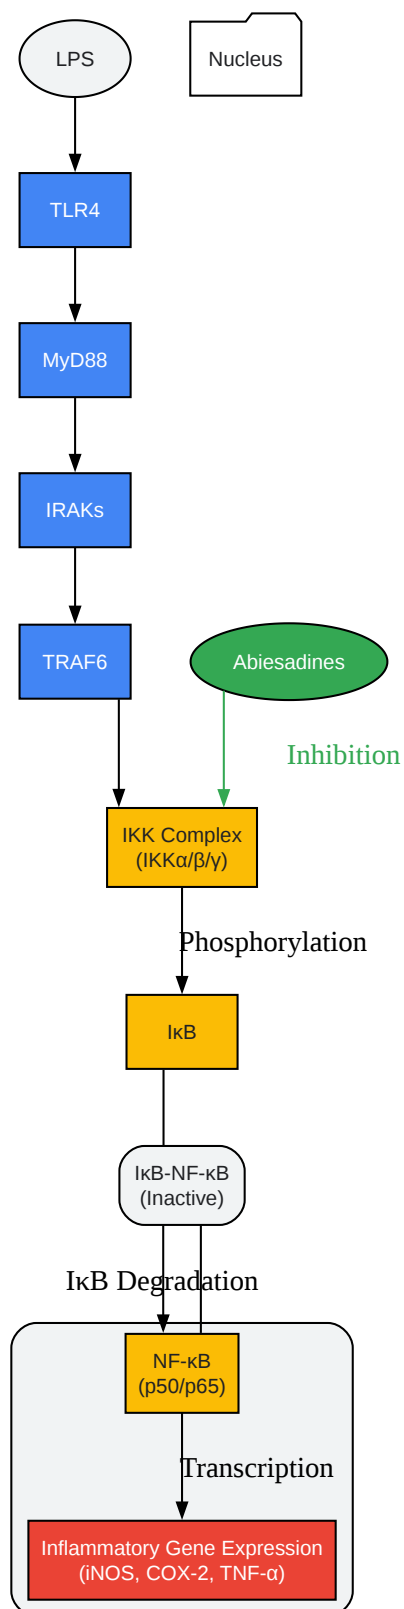 LPS
Nucleus
TLR4
MyD88
IRAKs
TRAF6
Abiesadines
Inhibition
IKK Complex
(IKKα/β/γ)
Phosphorylation
IκB
IκB-NF-κB
(Inactive)
IκB Degradation
NF-κB
(p50/p65)
Transcription
Inflammatory Gene Expression
(iNOS, COX-2, TNF-α)